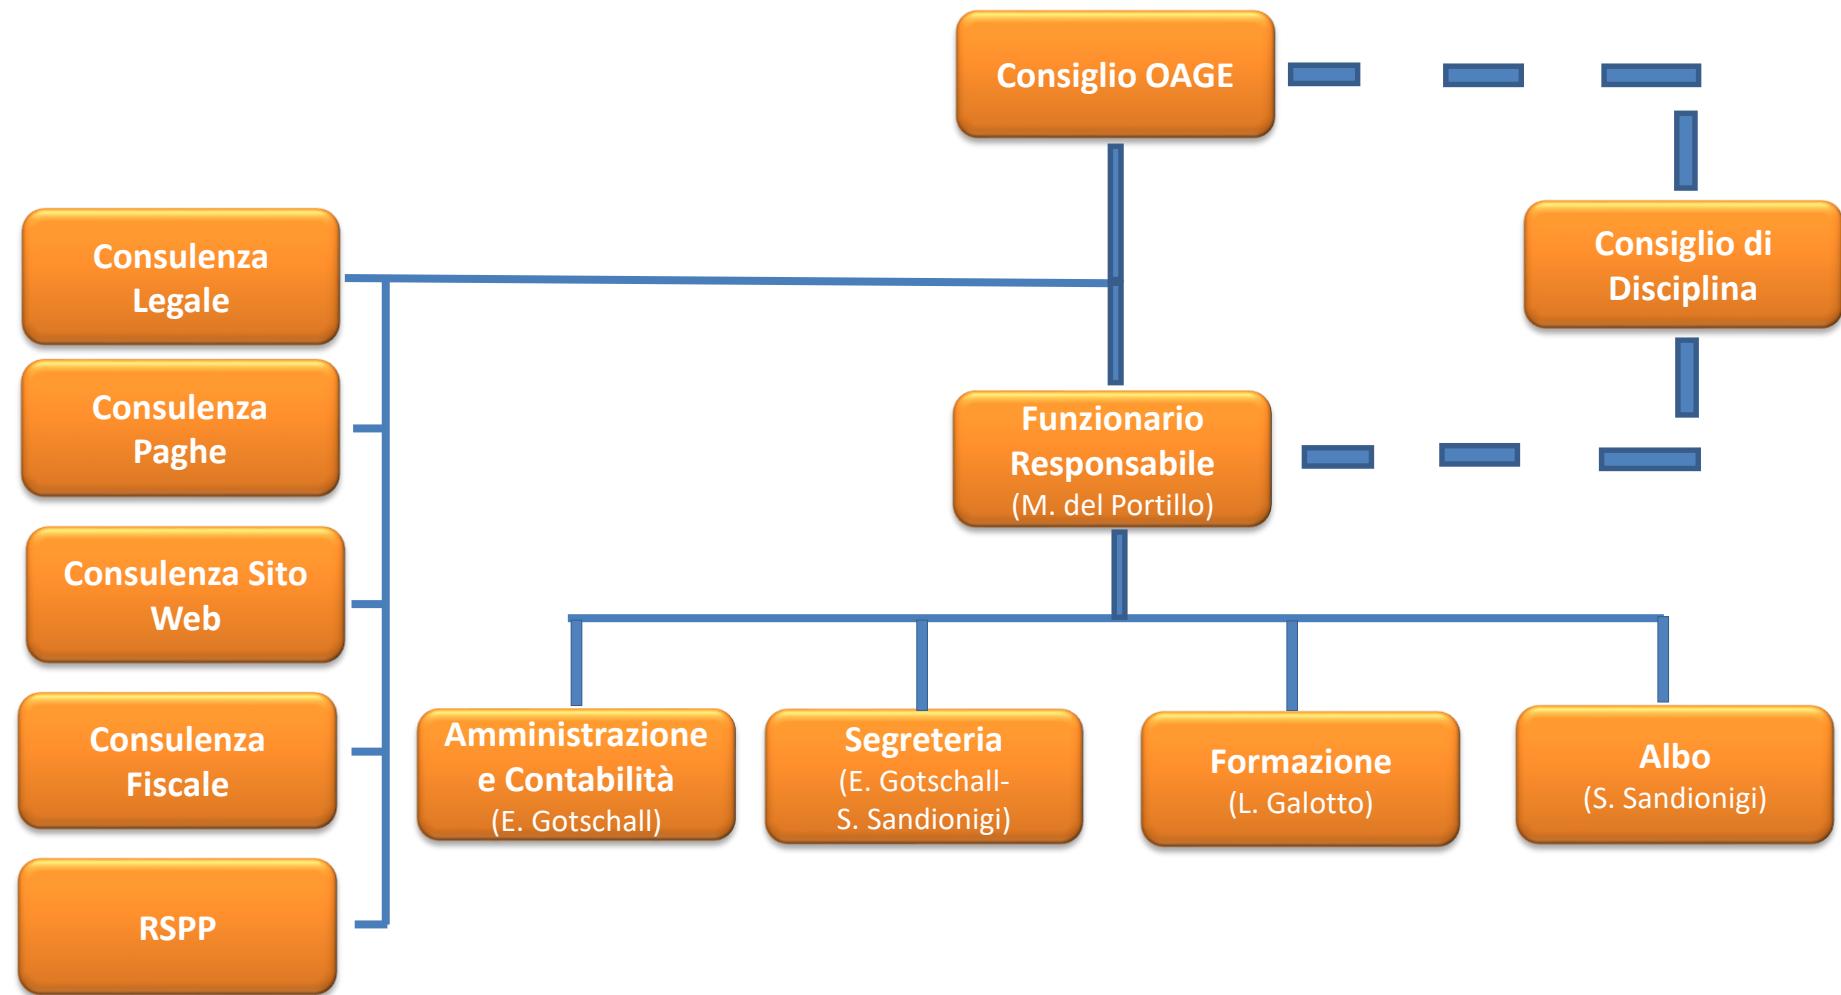 Consiglio OAGE
Consulenza
Legale
Consiglio di
Disciplina
Consulenza
Paghe
Funzionario
Responsabile
(M. del Portillo)
Consulenza Sito
Web
Consulenza
Fiscale
Amministrazione
e Contabilità
(E. Gotschall)
Segreteria
(E. Gotschall-
S. Sandionigi)
Formazione
(L. Galotto)
Albo
(S. Sandionigi)
RSPP